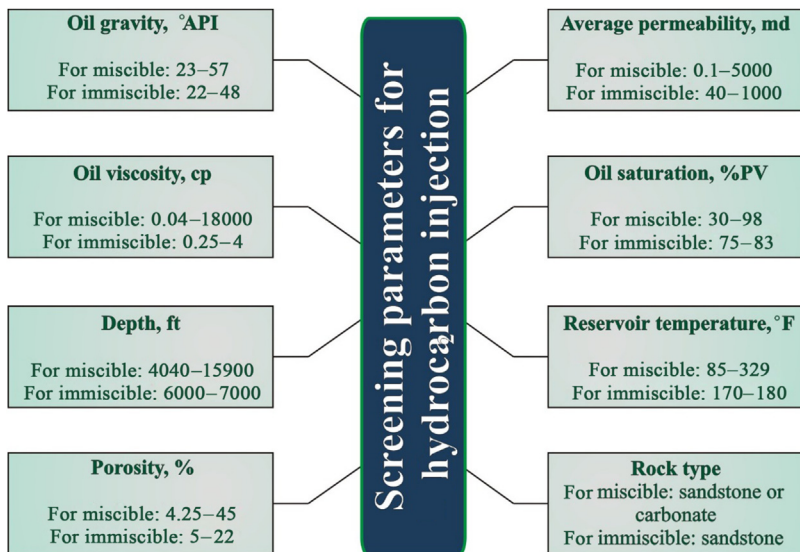 Oil gravity, °API
For miscible: 23–57
For immiscible: 22–48
Oil viscosity, cp
For miscible: 0.04–18000
For immiscible: 0.25–4
Depth, ft
For miscible: 4040–15900
For immiscible: 6000–7000
Porosity, %
For miscible: 4.25–45
For immiscible: 5–22
Screening parameters for
hydrocarbon injection
Average permeability, md
For miscible: 0.1–5000
For immiscible: 40–1000
Oil saturation, %PV
For miscible: 30–98
For immiscible: 75–83
Reservoir temperature,°F
For miscible: 85–329
For immiscible: 170–180
Rock type
For miscible: sandstone or
carbonate
For immiscible: sandstone